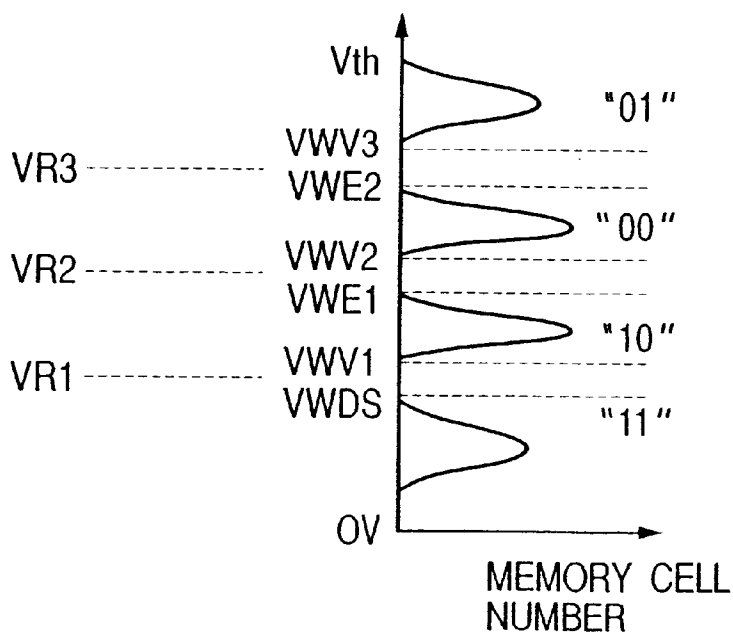 Vth
"01"
VWV3
VR3
VWE2
"00"
VWV2
VR2
VWE1
"10"
VWV1
VR1
VWDS
"11"
0V
MEMORY CELL
NUMBER